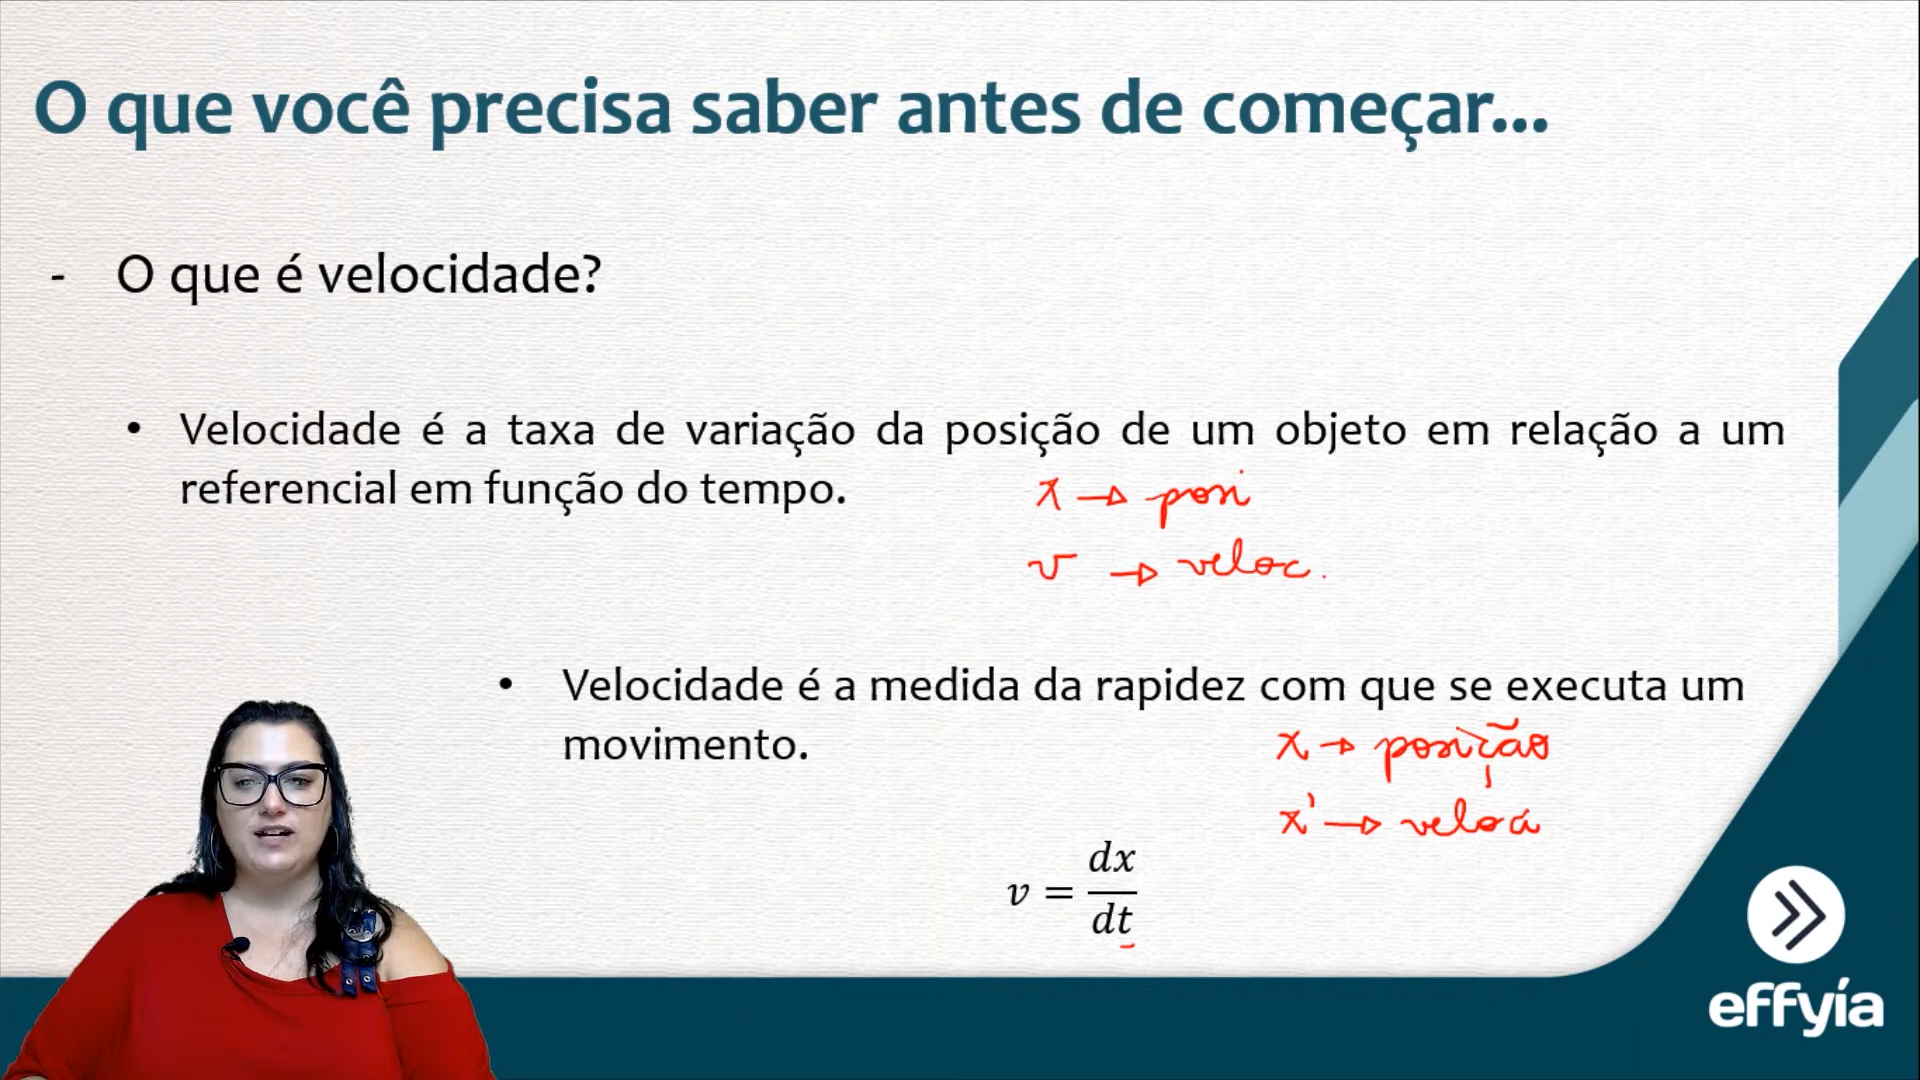 O que você precisa saber antes de começar...
- O que é velocidade?
• Velocidade é a taxa de variação da posição de um objeto em relação a um
referencial em função do tempo.
x → posi
v → veloc.
• Velocidade é a medida da rapidez com que se executa um
movimento.
x → posição
x' → veloci
v = dx/dt
effyía